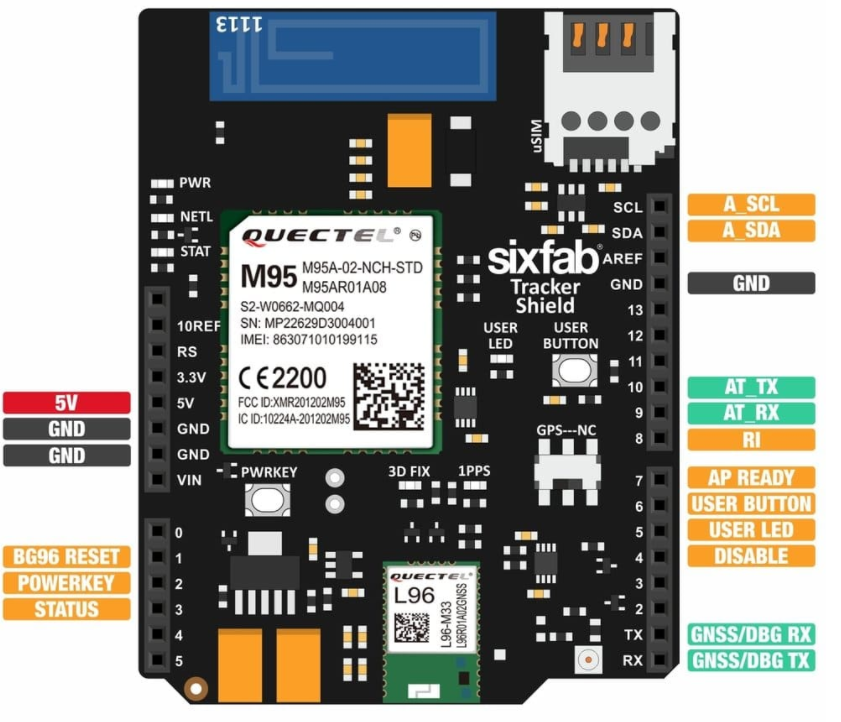 1113
uSIM
PWR
NETL
STAT
QUECTEL
M95 M95A-02-NCH-STD
M95AR01A08
S2-W0662-MQ004
SN: MP22629D3004001
IMEI: 863071010199115
CE2200
FCC ID:XMR201202M95
IC ID:10224A-201202M95
sixfab®
Tracker
Shield
USER
LED
USER
BUTTON
GPS---NC
10REF
RS
3.3V
5V 5V
GND GND
GND GND
VIN
PWRKEY
3D FIX
1PPS
0
BG96 RESET 1
POWERKEY 2
STATUS 3
4
5
QUECTEL
L96
L96-M33
L96R01A02GNSS
SCL A_SCL
SDA A_SDA
AREF
GND GND
13
12
11
10 AT_TX
9 AT_RX
8 RI
7 AP READY
6 USER BUTTON
5 USER LED
4 DISABLE
3
2
TX GNSS/DBG RX
RX GNSS/DBG TX